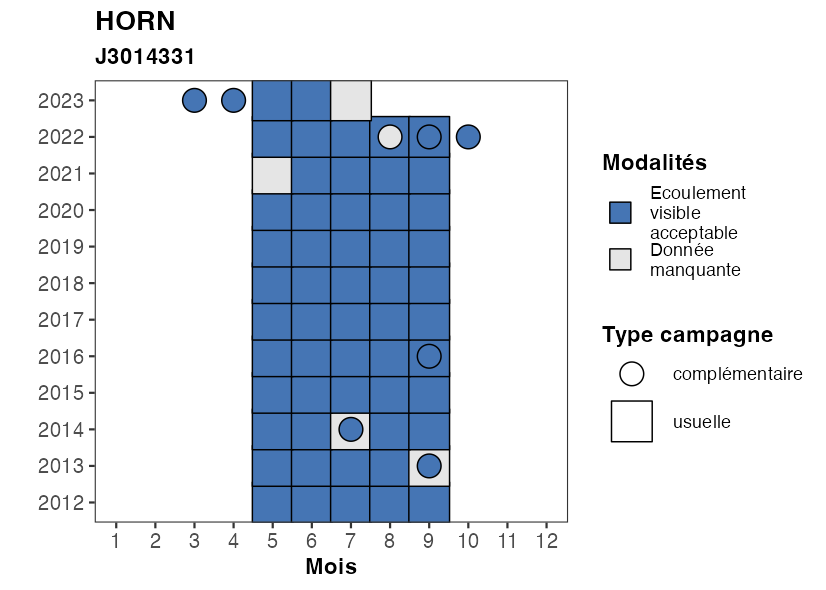 HORN
J3014331
2023
2022
2021
2020
2019
2018
2017
2016
2015
2014
2013
2012
1 2 3 4 5 6 7 8 9 10 11 12
Mois
Modalités
Ecoulement
visible
acceptable
Donnée
manquante
Type campagne
complémentaire
usuelle